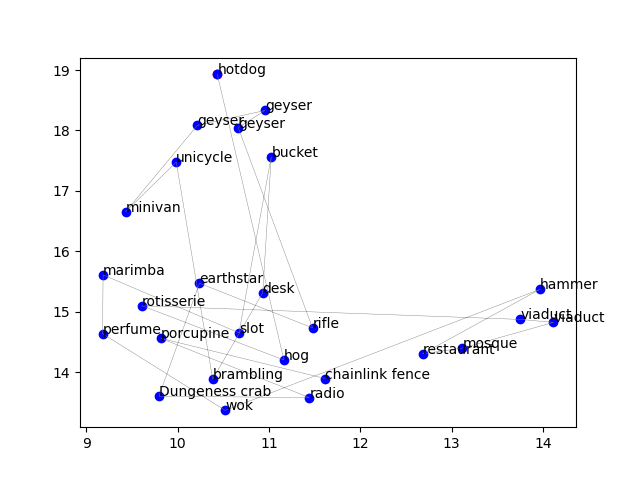 19
18
17
16
15
14
9
10
11
12
13
14
hotdog
geyser
geyser
geyser
bucket
unicycle
minivan
marimba
earthstar
desk
hammer
rotisserie
viaduct
viaduct
rifle
perfume
porcupine
slot
mosque
restaurant
hog
brambling
chainlink fence
Dungeness crab
radio
wok